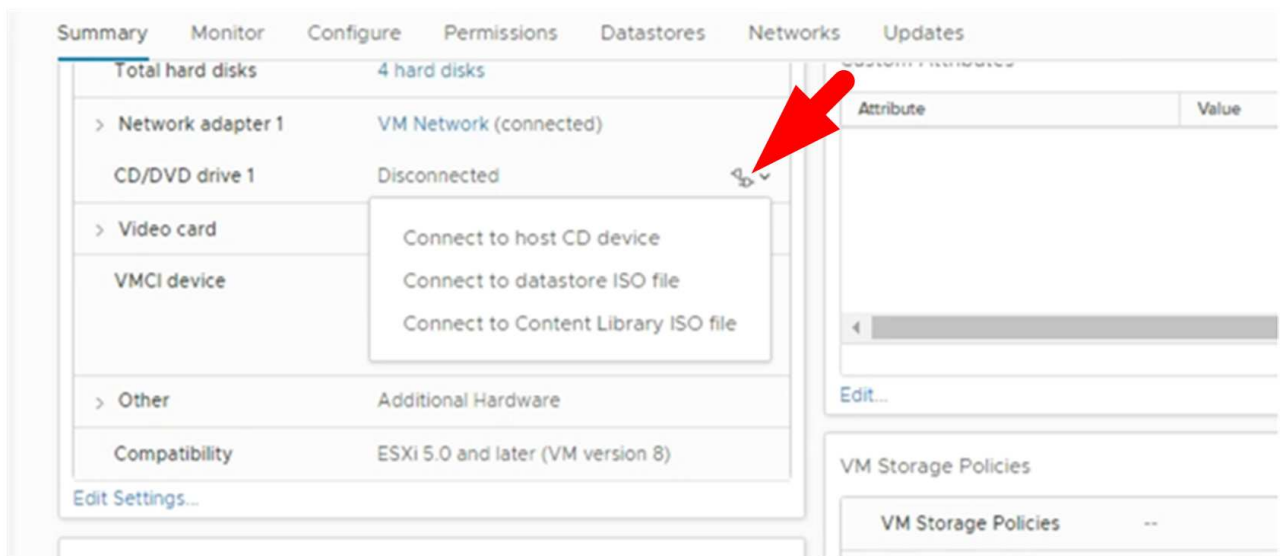 Summary Monitor Configure Permissions Datastores Networks Updates
Total hard disks 4 hard disks
> Network adapter 1 VM Network (connected)
CD/DVD drive 1 Disconnected
> Video card
Connect to host CD device
VMCI device
Connect to datastore ISO file
Connect to Content Library ISO file
> Other Additional Hardware
Compatibility ESXi 5.0 and later (VM version 8)
Edit Settings...
Custom Attributes
Attribute Value
Edit...
VM Storage Policies
VM Storage Policies --